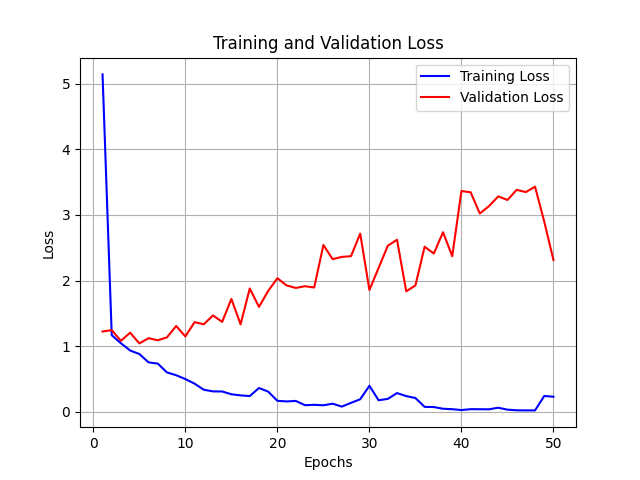 Training and Validation Loss
Training Loss
Validation Loss
5
4
3
2
1
0
Loss
0 10 20 30 40 50
Epochs